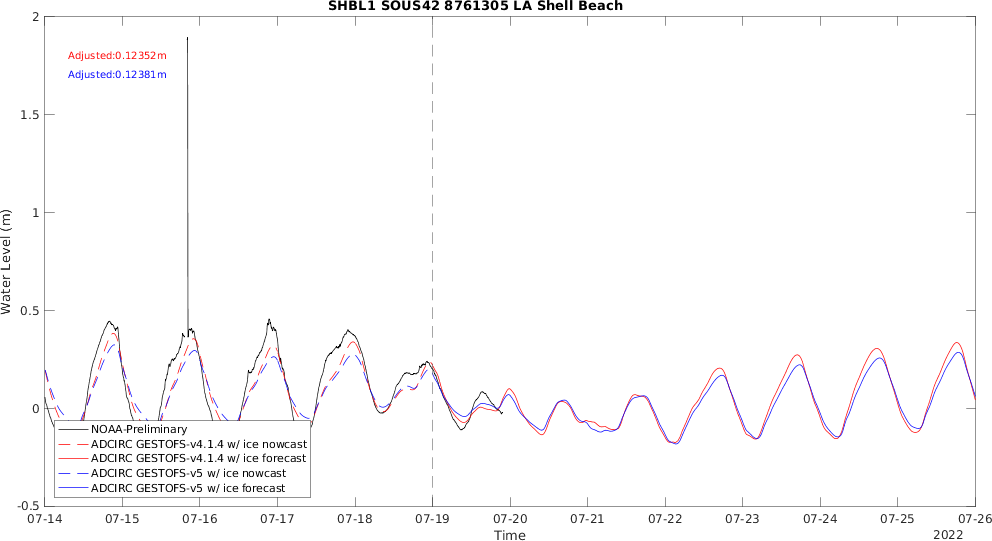 SHBL1 SOUS42 8761305 LA Shell Beach
Adjusted:0.12352m
Adjusted:0.12381m
Water Level (m)
2
1.5
1
0.5
0
-0.5
NOAA-Preliminary
ADCIRC GESTOFS-v4.1.4 w/ ice nowcast
ADCIRC GESTOFS-v4.1.4 w/ ice forecast
ADCIRC GESTOFS-v5 w/ ice nowcast
ADCIRC GESTOFS-v5 w/ ice forecast
07-14 07-15 07-16 07-17 07-18 07-19 07-20 07-21 07-22 07-23 07-24 07-25 07-26
Time
2022